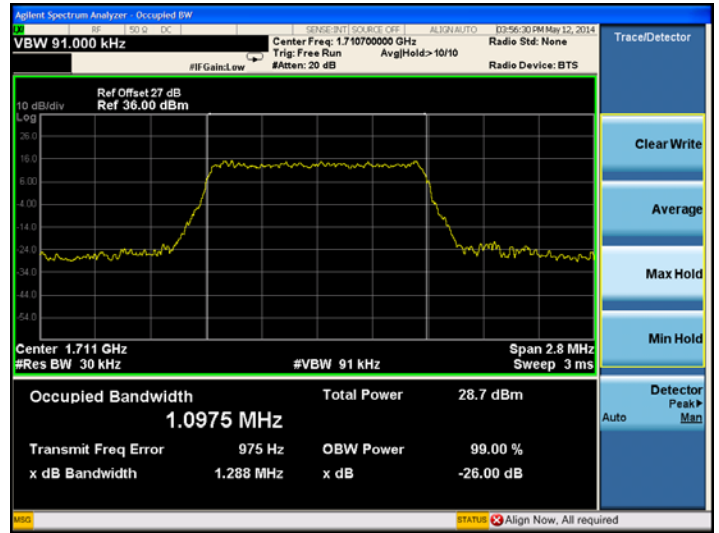 Agilent Spectrum Analyzer - Occupied BW
RF 50 Ω DC SENSE:INT SOURCE OFF ALIGN AUTO 03:56:30 PM May 12, 2014
VBW 91.000 kHz
Center Freq: 1.710700000 GHz Radio Std: None
Trig: Free Run Avg|Hold:> 10/10
#IFGain:Low #Atten: 20 dB Radio Device: BTS
Trace/Detector
Ref Offset 27 dB
10 dB/div Ref 36.00 dBm
Log
26.0
16.0
6.00
-4.00
-14.0
-24.0
-34.0
-44.0
-54.0
Center 1.711 GHz Span 2.8 MHz
#Res BW 30 kHz #VBW 91 kHz Sweep 3 ms
Occupied Bandwidth Total Power 28.7 dBm
1.0975 MHz
Transmit Freq Error 975 Hz OBW Power 99.00 %
x dB Bandwidth 1.288 MHz x dB -26.00 dB
Clear Write
Average
Max Hold
Min Hold
Detector
Peak▶
Auto Man
MSG STATUS Align Now, All required